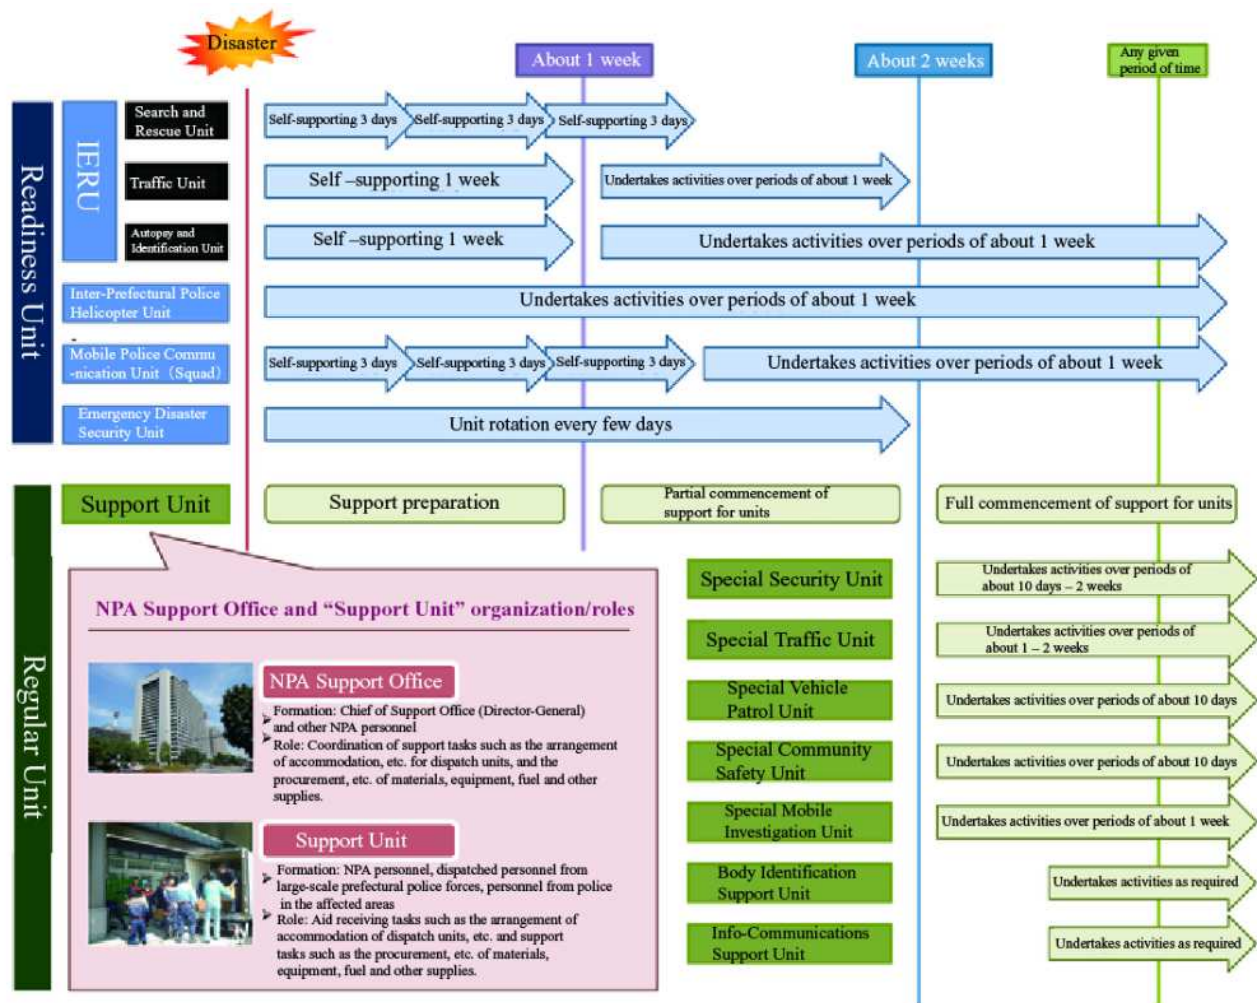 Disaster
About 1 week
About 2 weeks
Any given
period of time
Readiness Unit
IERU
Search and
Rescue Unit
Self-supporting 3 days
Self-supporting 3 days
Self-supporting 3 days
Traffic Unit
Self –supporting 1 week
Undertakes activities over periods of about 1 week
Autopsy and
Identification Unit
Self –supporting 1 week
Undertakes activities over periods of about 1 week
Inter-Prefectural Police
Helicopter Unit
Undertakes activities over periods of about 1 week
Mobile Police Commu
-nication Unit（Squad）
Self-supporting 3 days
Self-supporting 3 days
Self-supporting 3 days
Undertakes activities over periods of about 1 week
Emergency Disaster
Security Unit
Unit rotation every few days
Regular Unit
Support Unit
Support preparation
Partial commencement of
support for units
Full commencement of support for units
NPA Support Office and “Support Unit” organization/roles
NPA Support Office
➢ Formation: Chief of Support Office (Director-General)
and other NPA personnel
➢ Role: Coordination of support tasks such as the arrangement
of accommodation, etc. for dispatch units, and the
procurement, etc. of materials, equipment, fuel and other
supplies.
Support Unit
➢ Formation: NPA personnel, dispatched personnel from
large-scale prefectural police forces, personnel from police
in the affected areas
➢ Role: Aid receiving tasks such as the arrangement of
accommodation of dispatch units, etc. and support
tasks such as the procurement, etc. of materials,
equipment, fuel and other supplies.
Special Security Unit
Undertakes activities over periods of
about 10 days – 2 weeks
Special Traffic Unit
Undertakes activities over periods of
about 1 – 2 weeks
Special Vehicle
Patrol Unit
Undertakes activities over periods of about 10 days
Special Community
Safety Unit
Undertakes activities over periods of about 10 days
Special Mobile
Investigation Unit
Undertakes activities over periods of about 1 week
Body Identification
Support Unit
Undertakes activities as required
Info-Communications
Support Unit
Undertakes activities as required